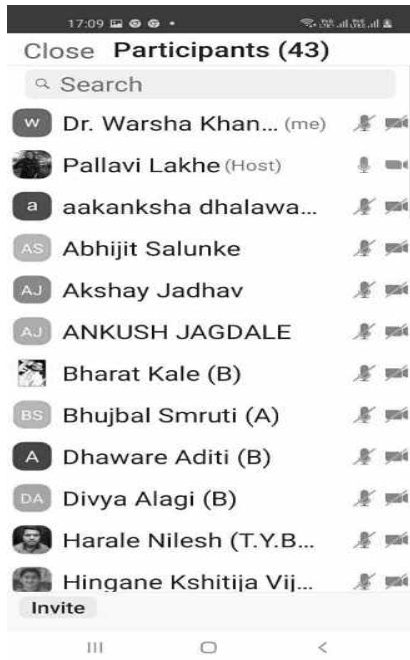 17:09
Close Participants (43)
Search
W Dr. Warsha Khan... (me)
Pallavi Lakhe (Host)
a aakanksha dhalawa...
AS Abhijit Salunke
AJ Akshay Jadhav
AJ ANKUSH JAGDALE
Bharat Kale (B)
BS Bhujbal Smruti (A)
A Dhaware Aditi (B)
DA Divya Alagi (B)
Harale Nilesh (T.Y.B...
Hingane Kshitija Vij...
Invite